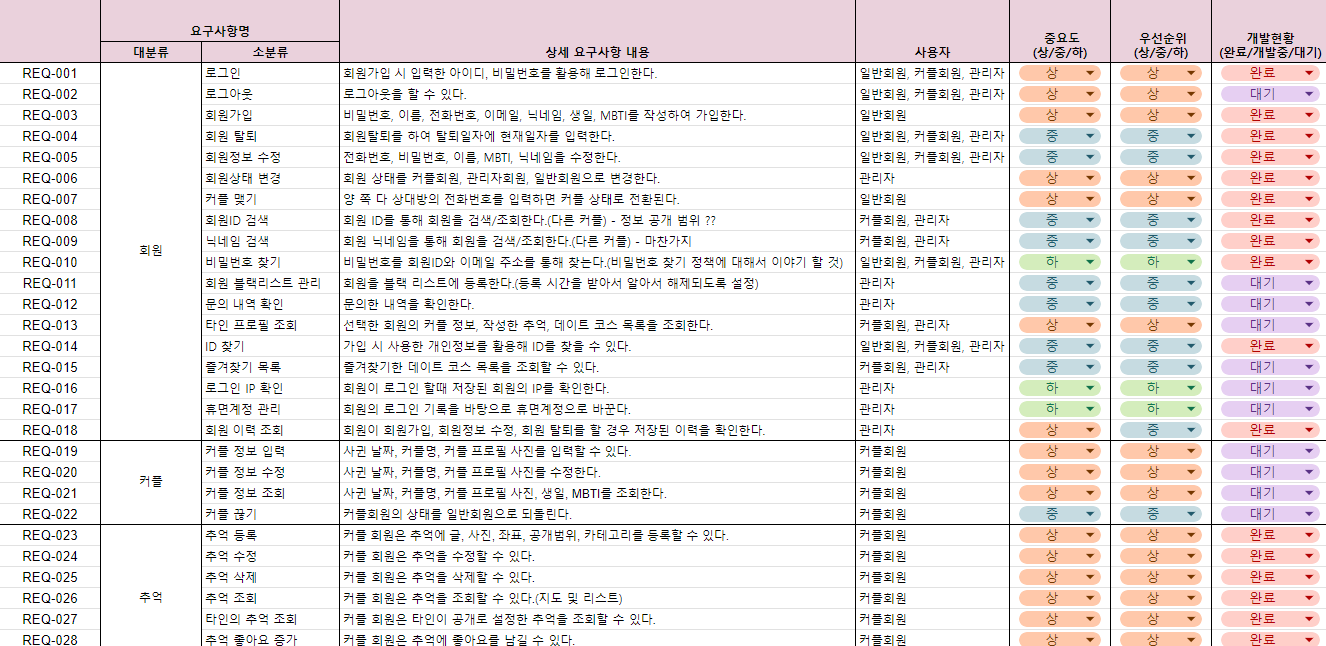 요구사항명
대분류 소분류 상세 요구사항 내용 사용자 중요도 (상/중/하) 우선순위 (상/중/하) 개발현황 (완료/개발중/대기)
REQ-001 로그인 회원가입 시 입력한 아이디, 비밀번호를 활용해 로그인한다. 일반회원, 커플회원, 관리자 상 상 완료
REQ-002 로그아웃 로그아웃을 할 수 있다. 일반회원, 커플회원, 관리자 상 상 대기
REQ-003 회원가입 비밀번호, 이름, 전화번호, 이메일, 닉네임, 생일, MBTI를 작성하여 가입한다. 일반회원 상 상 완료
REQ-004 회원 탈퇴 회원탈퇴를 하여 탈퇴일자에 현재일자를 입력한다. 일반회원, 커플회원, 관리자 중 중 완료
REQ-005 회원정보 수정 전화번호, 비밀번호, 이름, MBTI, 닉네임을 수정한다. 일반회원, 커플회원, 관리자 중 중 완료
REQ-006 회원상태 변경 회원 상태를 커플회원, 관리자회원, 일반회원으로 변경한다. 관리자 상 상 완료
REQ-007 커플 맺기 양 쪽 다 상대방의 전화번호를 입력하면 커플 상태로 전환된다. 일반회원 상 상 완료
REQ-008 회원ID 검색 회원 ID를 통해 회원을 검색/조회한다.(다른 커플) - 정보 공개 범위 ?? 커플회원, 관리자 중 중 완료
REQ-009 닉네임 검색 회원 닉네임을 통해 회원을 검색/조회한다.(다른 커플) - 마찬가지 커플회원, 관리자 중 중 완료
회원
REQ-010 비밀번호 찾기 비밀번호를 회원ID와 이메일 주소를 통해 찾는다.(비밀번호 찾기 정책에 대해서 이야기 할 것) 일반회원, 커플회원, 관리자 하 하 완료
REQ-011 회원 블랙리스트 관리 회원을 블랙 리스트에 등록한다.(등록 시간을 받아서 알아서 해제되도록 설정) 관리자 중 중 대기
REQ-012 문의 내역 확인 문의한 내역을 확인한다. 관리자 중 중 대기
REQ-013 타인 프로필 조회 선택한 회원의 커플 정보, 작성한 추억, 데이트 코스 목록을 조회한다. 커플회원, 관리자 상 상 대기
REQ-014 ID 찾기 가입 시 사용한 개인정보를 활용해 ID를 찾을 수 있다. 일반회원, 커플회원, 관리자 중 중 완료
REQ-015 즐겨찾기 목록 즐겨찾기한 데이트 코스 목록을 조회할 수 있다. 커플회원, 관리자 중 중 대기
REQ-016 로그인 IP 확인 회원이 로그인 할때 저장된 회원의 IP를 확인한다. 관리자 하 하 대기
REQ-017 휴면계정 관리 회원의 로그인 기록을 바탕으로 휴면계정으로 바꾼다. 관리자 하 하 대기
REQ-018 회원 이력 조회 회원이 회원가입, 회원정보 수정, 회원 탈퇴를 할 경우 저장된 이력을 확인한다. 관리자 상 중 완료
REQ-019 커플 정보 입력 사귄 날짜, 커플명, 커플 프로필 사진을 입력할 수 있다. 커플회원 상 상 대기
REQ-020 커플 정보 수정 사귄 날짜, 커플명, 커플 프로필 사진을 수정한다. 커플회원 상 상 대기
커플
REQ-021 커플 정보 조회 사귄 날짜, 커플명, 커플 프로필 사진, 생일, MBTI를 조회한다. 커플회원 상 상 대기
REQ-022 커플 끊기 커플회원의 상태를 일반회원으로 되돌린다. 커플회원 중 중 대기
REQ-023 추억 등록 커플 회원은 추억에 글, 사진, 좌표, 공개범위, 카테고리를 등록할 수 있다. 커플회원 상 상 완료
REQ-024 추억 수정 커플 회원은 추억을 수정할 수 있다. 커플회원 상 상 완료
REQ-025 추억 삭제 커플 회원은 추억을 삭제할 수 있다. 커플회원 상 상 완료
REQ-026 추억 추억 조회 커플 회원은 추억을 조회할 수 있다.(지도 및 리스트) 커플회원 상 상 완료
REQ-027 타인의 추억 조회 커플 회원은 타인이 공개로 설정한 추억을 조회할 수 있다. 커플회원 상 상 완료
REQ-028 추억 좋아요 증가 커플 회원은 추억에 좋아요를 남길 수 있다. 커플회원 상 상 완료